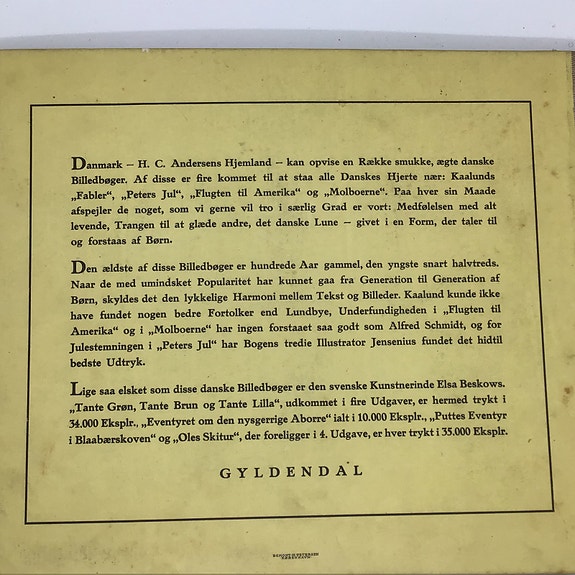 Danmark – H. C. Andersens Hjemland – kan opvise en Række smukke, ægte danske
Billedbøger. Af disse er fire kommet til at staa alle Danskes Hjerte nær: Kaalunds
„Fabler“, „Peters Jul“, „Flugten til Amerika“ og „Molboerne“. Paa hver sin Maade
afspejler de noget, som vi gerne vil tro i særlig Grad er vort: Medfølelsen med alt
levende, Trangen til at glæde andre, det danske Lune – givet i en Form, der taler til
og forstaas af Børn.
Den ældste af disse Billedbøger er hundrede Aar gammel, den yngste snart halvtreds.
Naar de med umindsket Popularitet har kunnet gaa fra Generation til Generation af
Børn, skyldes det den lykkelige Harmoni mellem Tekst og Billeder. Kaalund kunde ikke
have fundet nogen bedre Fortolker end Lundbye, Underfundigheden i „Flugten til
Amerika“ og i „Molboerne“ har ingen forstaaet saa godt som Alfred Schmidt, og for
Julestemningen i „Peters Jul“ har Bogens tredie Illustrator Jensenius fundet det hidtil
bedste Udtryk.
Lige saa elsket som disse danske Billedbøger er den svenske Kunstnerinde Elsa Beskows.
„Tante Grøn, Tante Brun og Tante Lilla“, udkommet i fire Udgaver, er hermed trykt i
34.000 Eksplr., „Eventyret om den nysgerrige Aborre“ ialt i 10.000 Eksplr., „Puttes Eventyr
i Blaabærskoven“ og „Oles Skitur“, der foreligger i 4. Udgave, er hver trykt i 35.000 Eksplr.
GYLDENDAL